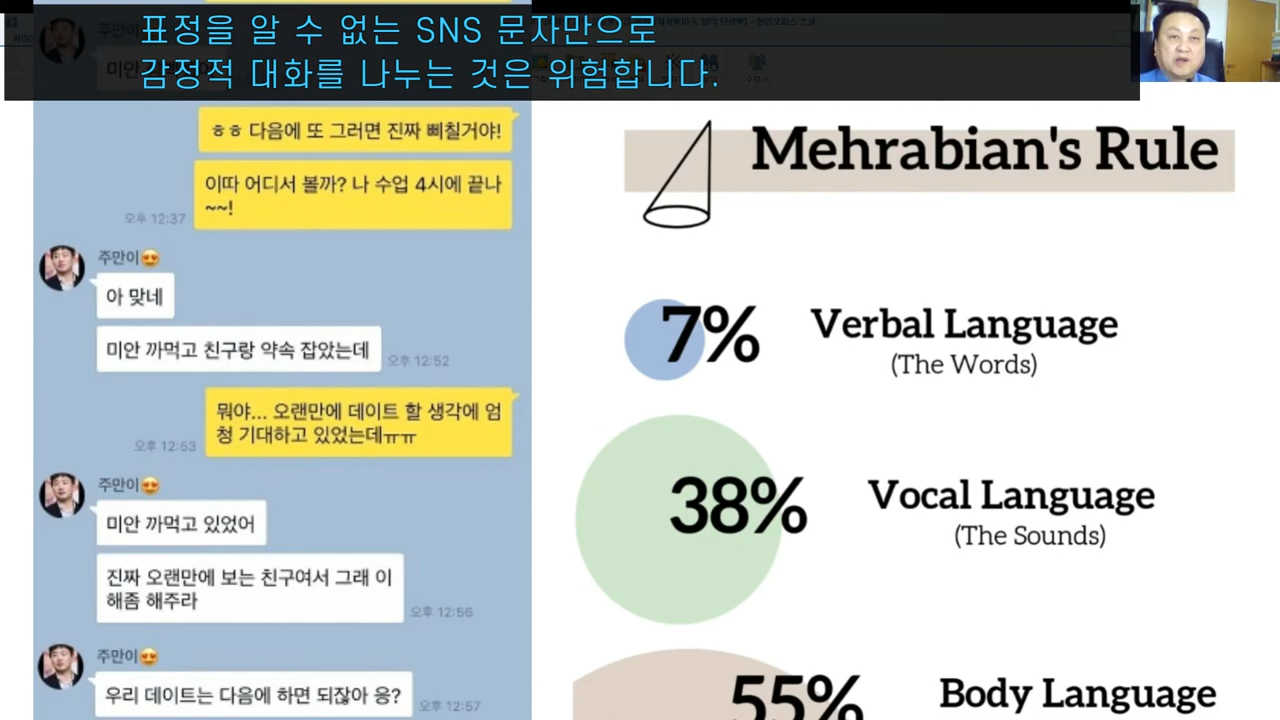 표정을 알 수 없는 SNS 문자만으로
감정적 대화를 나누는 것은 위험합니다.
ㅎㅎ 다음에 또 그러면 진짜 삐칠거야!
이따 어디서 볼까? 나 수업 4시에 끝나
~~!
오후 12:37
주만이😍
아 맞네
미안 까먹고 친구랑 약속 잡았는데
오후 12:52
뭐야... 오랜만에 데이트 할 생각에 엄
청 기대하고 있었는데ㅠㅠ
오후 12:53
주만이😍
미안 까먹고 있었어
진짜 오랜만에 보는 친구여서 그래 이
해좀 해주라
오후 12:56
주만이😍
우리 데이트는 다음에 하면 되잖아 응?
오후 12:57
Mehrabian's Rule
7%
Verbal Language
(The Words)
38%
Vocal Language
(The Sounds)
55%
Body Language